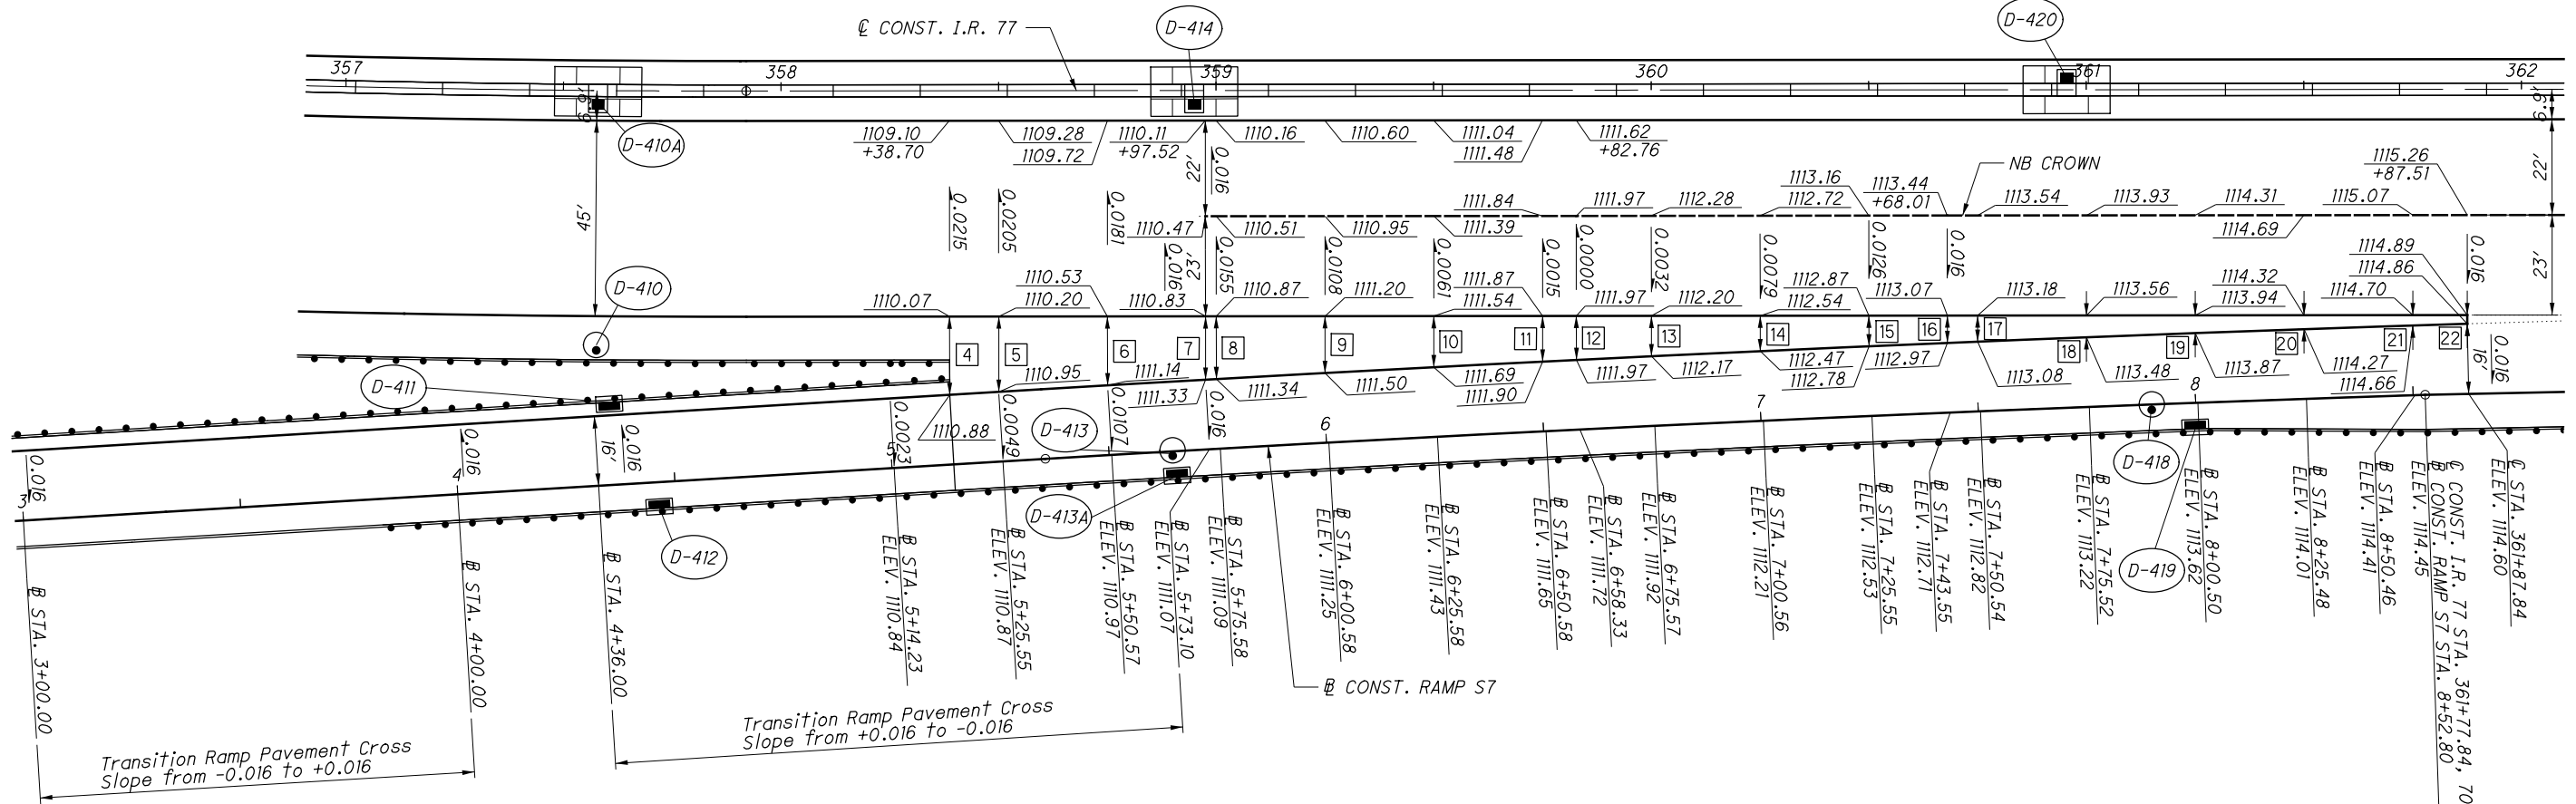 ℄ CONST. I.R. 77
D-414
D-420
357
358
359
360
361
362
6.9'
6.9'
D-410A
1109.10
+38.70
1109.28
1109.72
1110.11
+97.52
1110.16
1110.60
1111.04
1111.48
1111.62
+82.76
22'
0.016
NB CROWN
1115.26
+87.51
22'
45'
0.0215
0.0205
0.0181
1110.47
1110.51
1110.95
1111.84
1111.39
1111.97
1112.28
1113.16
1112.72
1113.44
+68.01
1113.54
1113.93
1114.31
1114.69
1115.07
0.016
23'
0.0155
0.0108
0.0061
0.0015
0.0000
0.0032
0.0079
0.0126
0.016
0.016
23'
D-410
1110.07
1110.53
1110.20
1110.83
1110.87
1111.20
1111.87
1111.54
1111.97
1112.20
1112.87
1112.54
1113.07
1113.18
1113.56
1114.32
1113.94
1114.70
1114.89
1114.86
4
5
6
7
8
9
10
11
12
13
14
15
16
17
18
19
20
21
22
D-411
1110.88
1110.95
1111.14
1111.33
1111.34
1111.50
1111.69
1111.90
1111.97
1112.17
1112.47
1112.78
1112.97
1113.08
1113.48
1113.87
1114.27
1114.66
16'
0.016
0.016
0.016
16'
0.016
0.0023
0.0049
0.0107
0.016
3
4
5
6
7
8
D-413
D-413A
D-412
D-418
D-419
B STA. 3+00.00
B STA. 4+00.00
B STA. 4+36.00
B STA. 5+14.23
ELEV. 1110.84
B STA. 5+25.55
ELEV. 1110.87
B STA. 5+50.57
ELEV. 1110.97
B STA. 5+73.10
ELEV. 1111.07
B STA. 5+75.58
ELEV. 1111.09
B STA. 6+00.58
ELEV. 1111.25
B STA. 6+25.58
ELEV. 1111.43
B STA. 6+50.58
ELEV. 1111.65
B STA. 6+58.33
ELEV. 1111.72
B STA. 6+75.57
ELEV. 1111.92
B STA. 7+00.56
ELEV. 1112.21
B STA. 7+25.55
ELEV. 1112.53
B STA. 7+43.55
ELEV. 1112.71
B STA. 7+50.54
ELEV. 1112.82
B STA. 7+75.52
ELEV. 1113.22
B STA. 8+00.50
ELEV. 1113.62
B STA. 8+25.48
ELEV. 1114.01
B STA. 8+50.46
ELEV. 1114.41
℄ CONST. I.R. 77 STA. 361+77.84, 70
B CONST. RAMP S7 STA. 8+52.80
ELEV. 1114.45
℄ STA. 361+87.84
ELEV. 1114.60
B CONST. RAMP S7
Transition Ramp Pavement Cross
Slope from -0.016 to +0.016
Transition Ramp Pavement Cross
Slope from +0.016 to -0.016